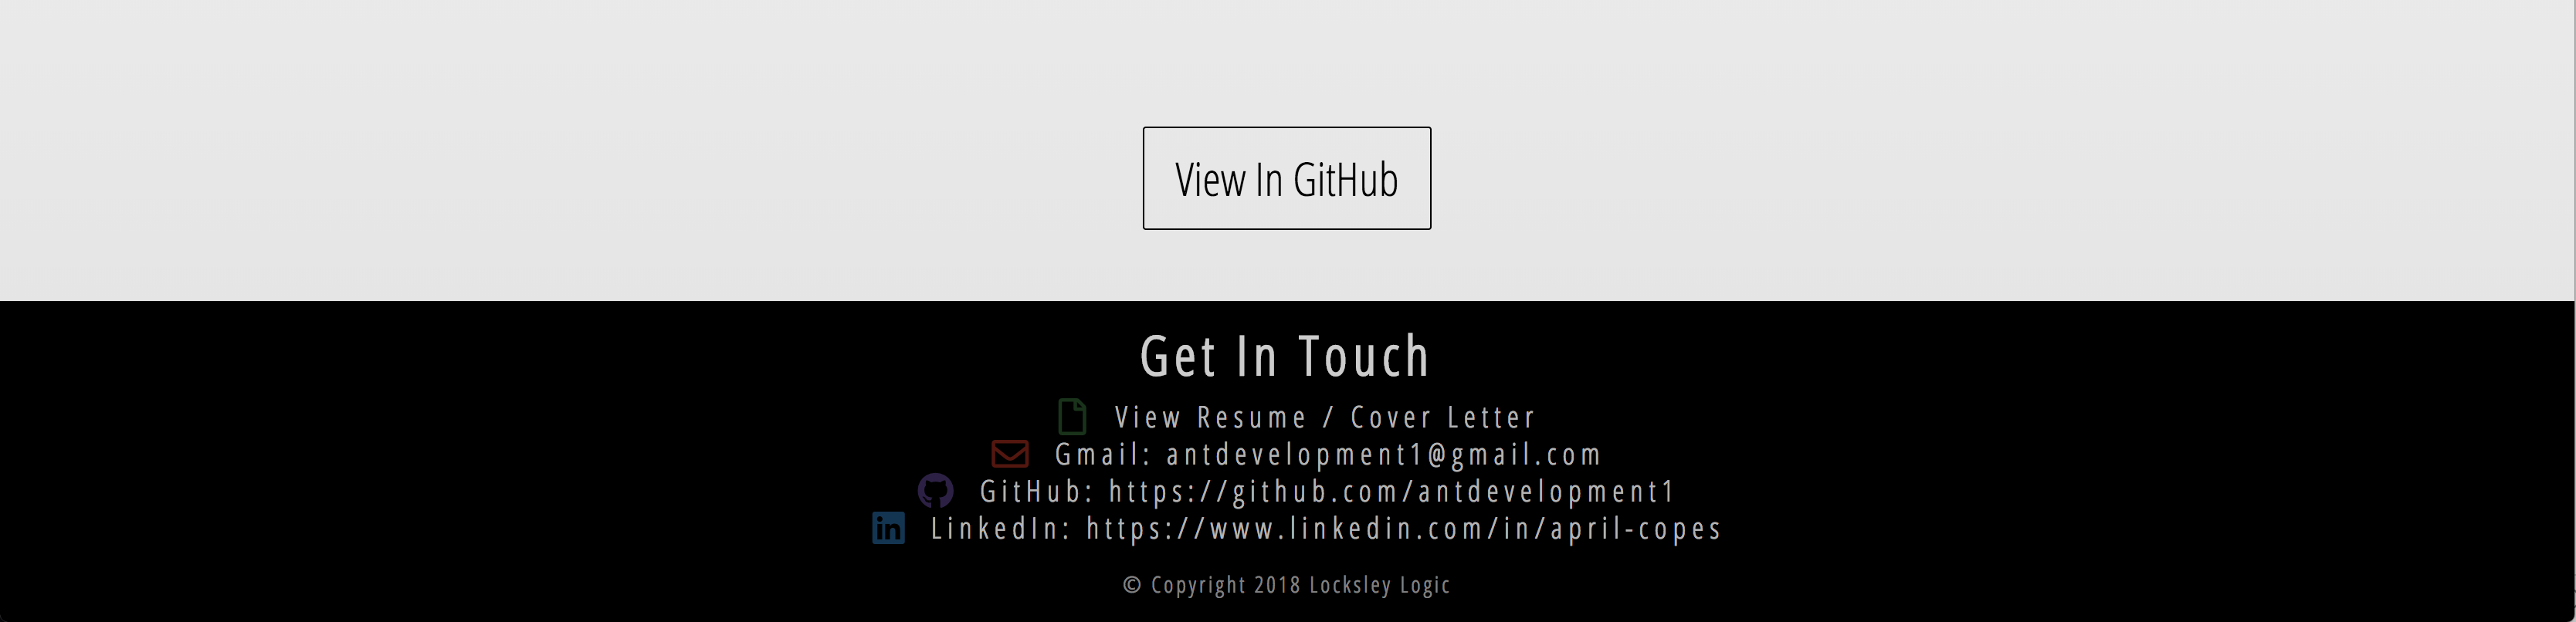 View In GitHub
Get In Touch
View Resume / Cover Letter
Gmail: antdevelopment1@gmail.com
GitHub: https://github.com/antdevelopment1
in LinkedIn: https://www.linkedin.com/in/april-copes
© Copyright 2018 Locksley Logic